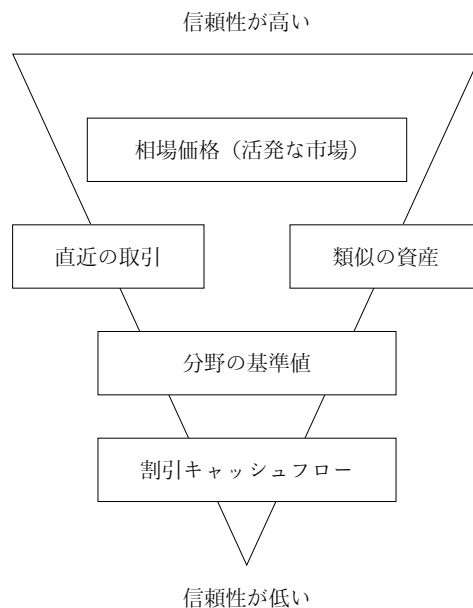 信頼性が高い
相場価格（活発な市場）
直近の取引
類似の資産
分野の基準値
割引キャッシュフロー
信頼性が低い